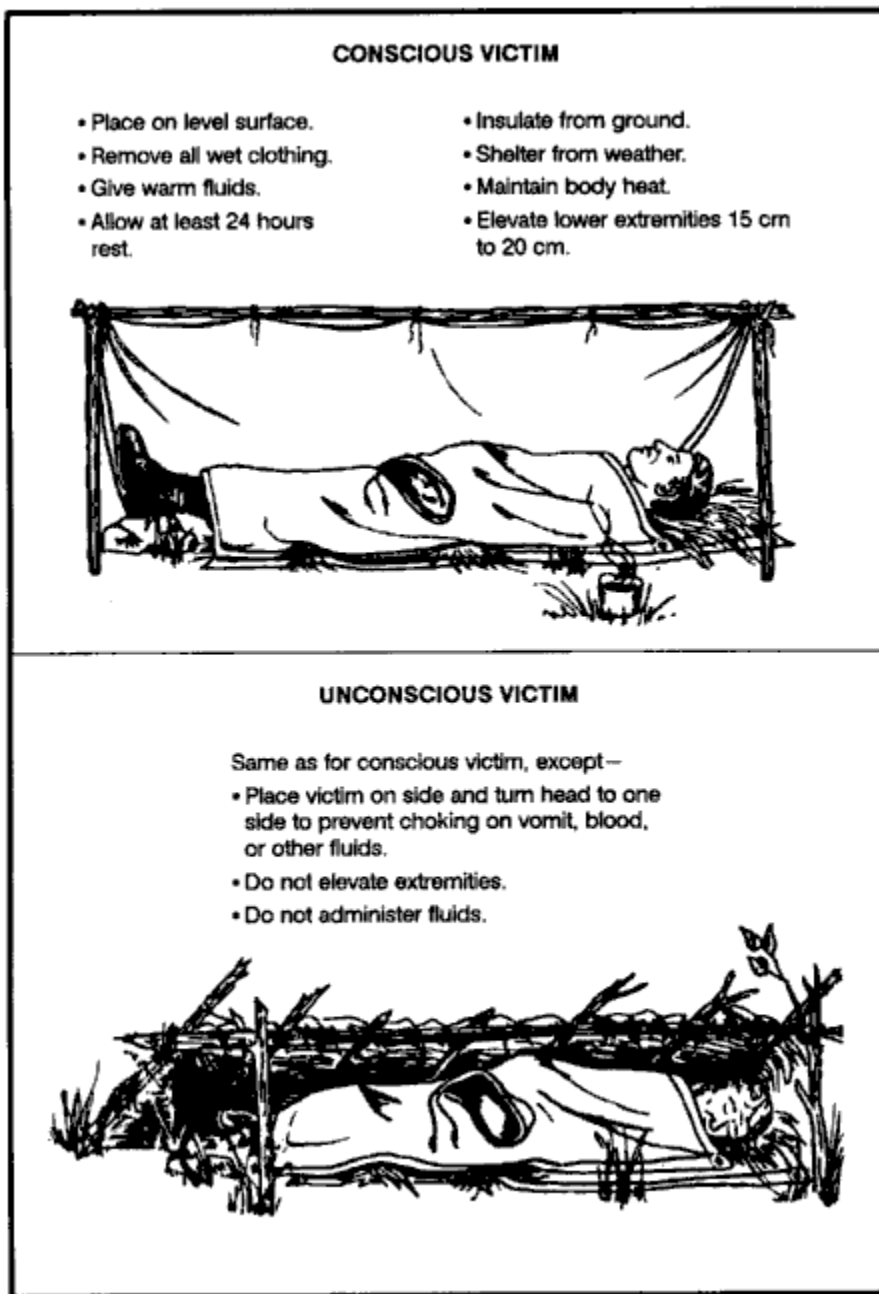 CONSCIOUS VICTIM
• Place on level surface.
• Remove all wet clothing.
• Give warm fluids.
• Allow at least 24 hours
rest.
• Insulate from ground.
• Shelter from weather.
• Maintain body heat.
• Elevate lower extremities 15 cm
to 20 cm.
UNCONSCIOUS VICTIM
Same as for conscious victim, except—
• Place victim on side and turn head to one
side to prevent choking on vomit, blood,
or other fluids.
• Do not elevate extremities.
• Do not administer fluids.